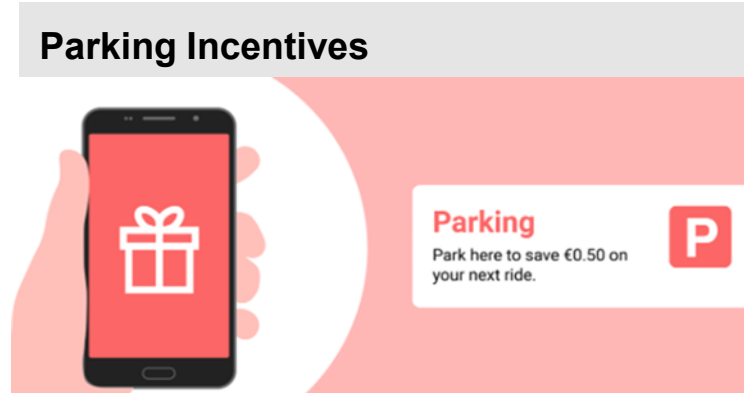 Parking Incentives
Parking
P
Park here to save €0.50 on
your next ride.